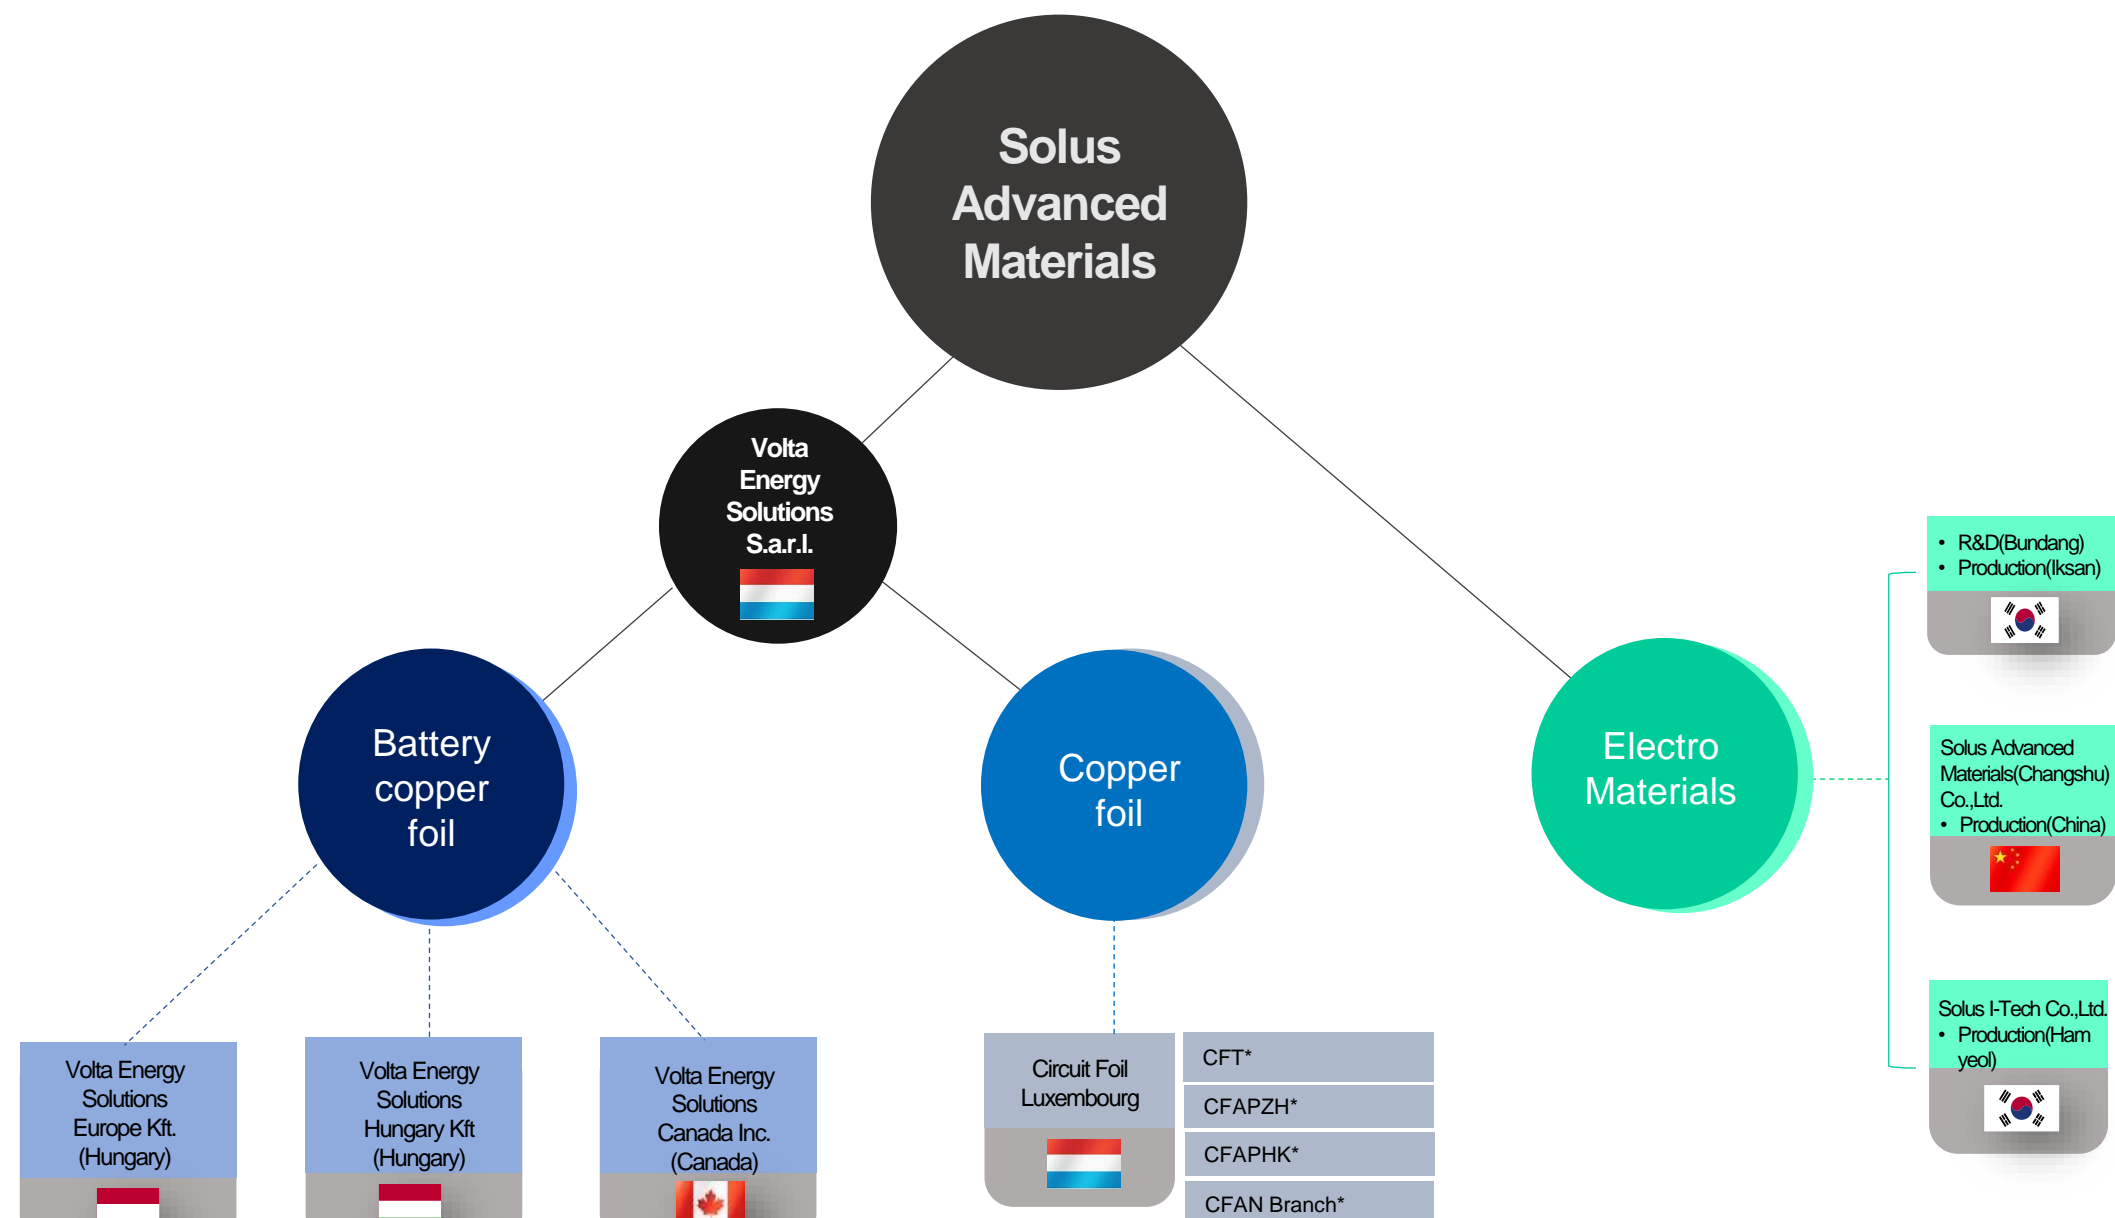 Solus
Advanced
Materials
Volta
Energy
Solutions
S.a.r.l.
Battery
copper
foil
Copper
foil
Electro
Materials
• R&D(Bundang)
• Production(Iksan)
Solus Advanced
Materials(Changshu)
Co.,Ltd.
• Production(China)
Solus I-Tech Co.,Ltd.
• Production(Ham
yeol)
Volta Energy
Solutions
Europe Kft.
(Hungary)
Volta Energy
Solutions
Hungary Kft
(Hungary)
Volta Energy
Solutions
Canada Inc.
(Canada)
Circuit Foil
Luxembourg
CFT*
CFAPZH*
CFAPHK*
CFAN Branch*